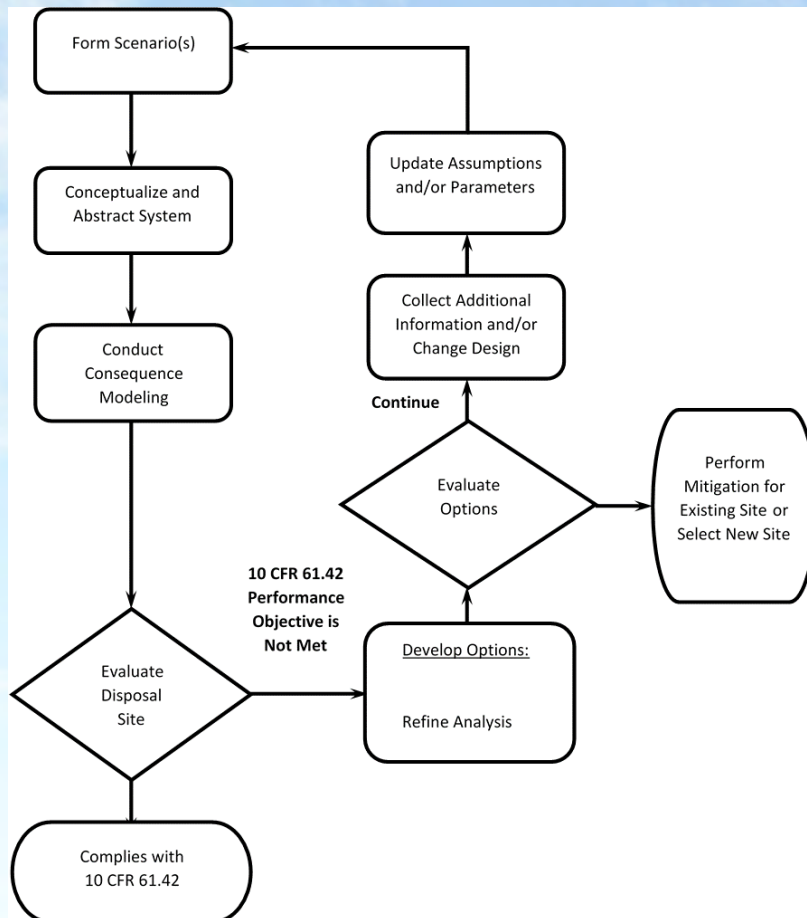 Form Scenario(s)
Conceptualize and
Abstract System
Conduct
Consequence
Modeling
Evaluate
Disposal
Site
Complies with
10 CFR 61.42
10 CFR 61.42
Performance
Objective is
Not Met
Develop Options:
Refine Analysis
Evaluate
Options
Continue
Collect Additional
Information and/or
Change Design
Update Assumptions
and/or Parameters
Perform
Mitigation for
Existing Site or
Select New Site